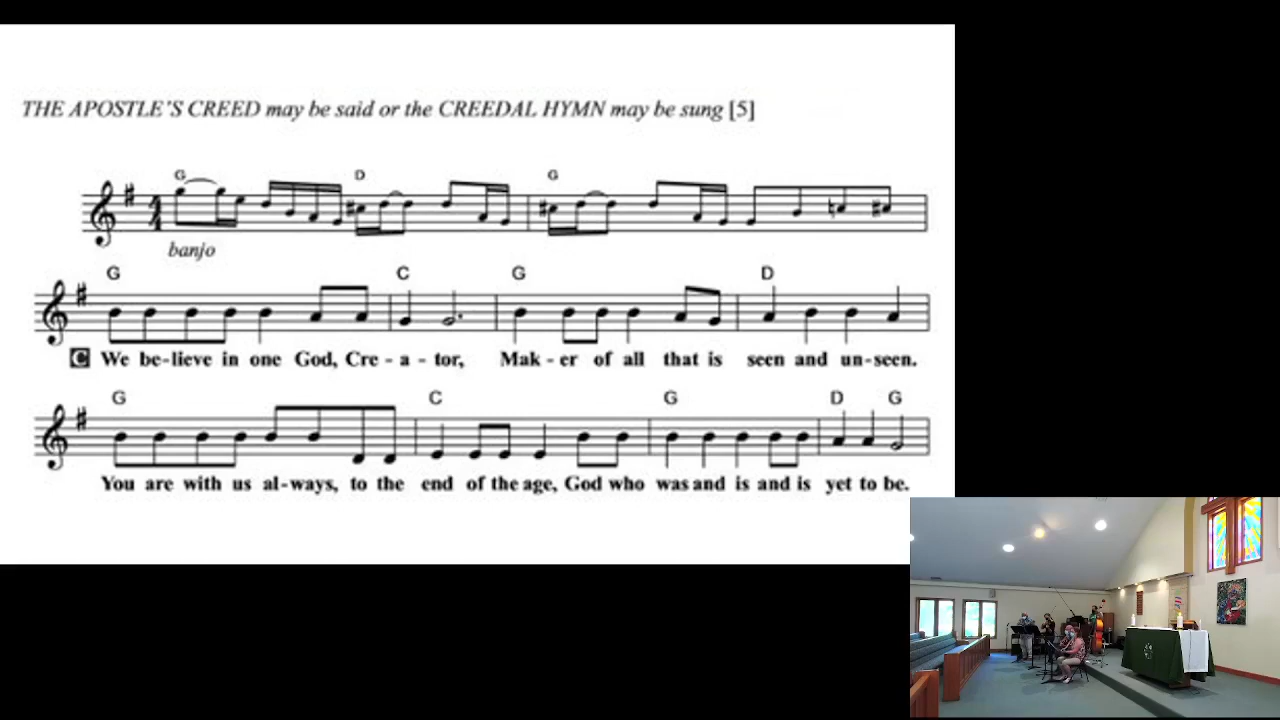 THE APOSTLE'S CREED may be said or the CREEDAL HYMN may be sung [5]
G D G
4
4
banjo
G C G D
C We be-lieve in one God, Cre - a - tor, Mak - er of all that is seen and un-seen.
G C G D G
You are with us al-ways, to the end of the age, God who was and is and is yet to be.